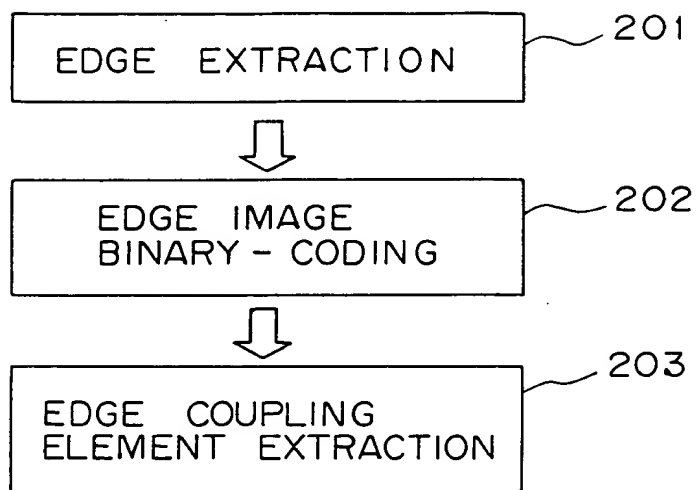 EDGE EXTRACTION
201
EDGE IMAGE
BINARY - CODING
202
EDGE COUPLING
ELEMENT EXTRACTION
203